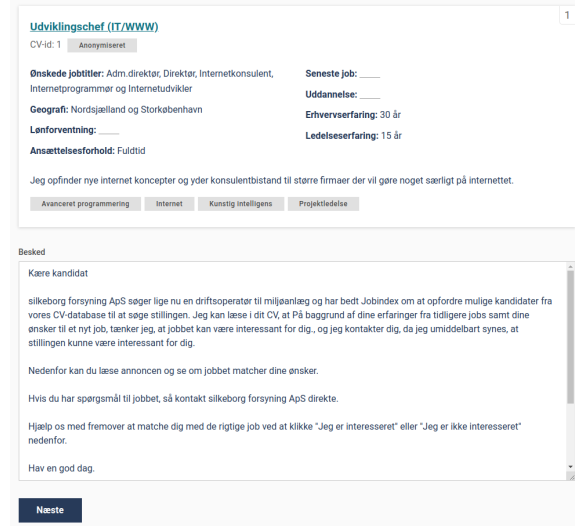 1
Udviklingschef (IT/WWW)
CV-id: 1 Anonymiseret
Ønskede jobtitler: Adm.direktør, Direktør, Internetkonsulent,
Internetprogrammør og Internetudvikler
Geografi: Nordsjælland og Storkøbenhavn
Lønforventning: ____
Ansættelsesforhold: Fuldtid
Seneste job: ____
Uddannelse: ____
Erhvervserfaring: 30 år
Ledelseserfaring: 15 år
Jeg opfinder nye internet koncepter og yder konsulentbistand til større firmaer der vil gøre noget særligt på internettet.
Avanceret programmering Internet Kunstig intelligens Projektledelse
Besked
Kære kandidat
silkeborg forsyning ApS søger lige nu en driftsoperatør til miljøanlæg og har bedt Jobindex om at opfordre mulige kandidater fra
vores CV-database til at søge stillingen. Jeg kan læse i dit CV, at På baggrund af dine erfaringer fra tidligere jobs samt dine
ønsker til et nyt job, tænker jeg, at jobbet kan være interessant for dig., og jeg kontakter dig, da jeg umiddelbart synes, at
stillingen kunne være interessant for dig.
Nedenfor kan du læse annoncen og se om jobbet matcher dine ønsker.
Hvis du har spørgsmål til jobbet, så kontakt silkeborg forsyning ApS direkte.
Hjælp os med fremover at matche dig med de rigtige job ved at klikke "Jeg er interesseret" eller "Jeg er ikke interesseret"
nedenfor.
Hav en god dag.
Næste